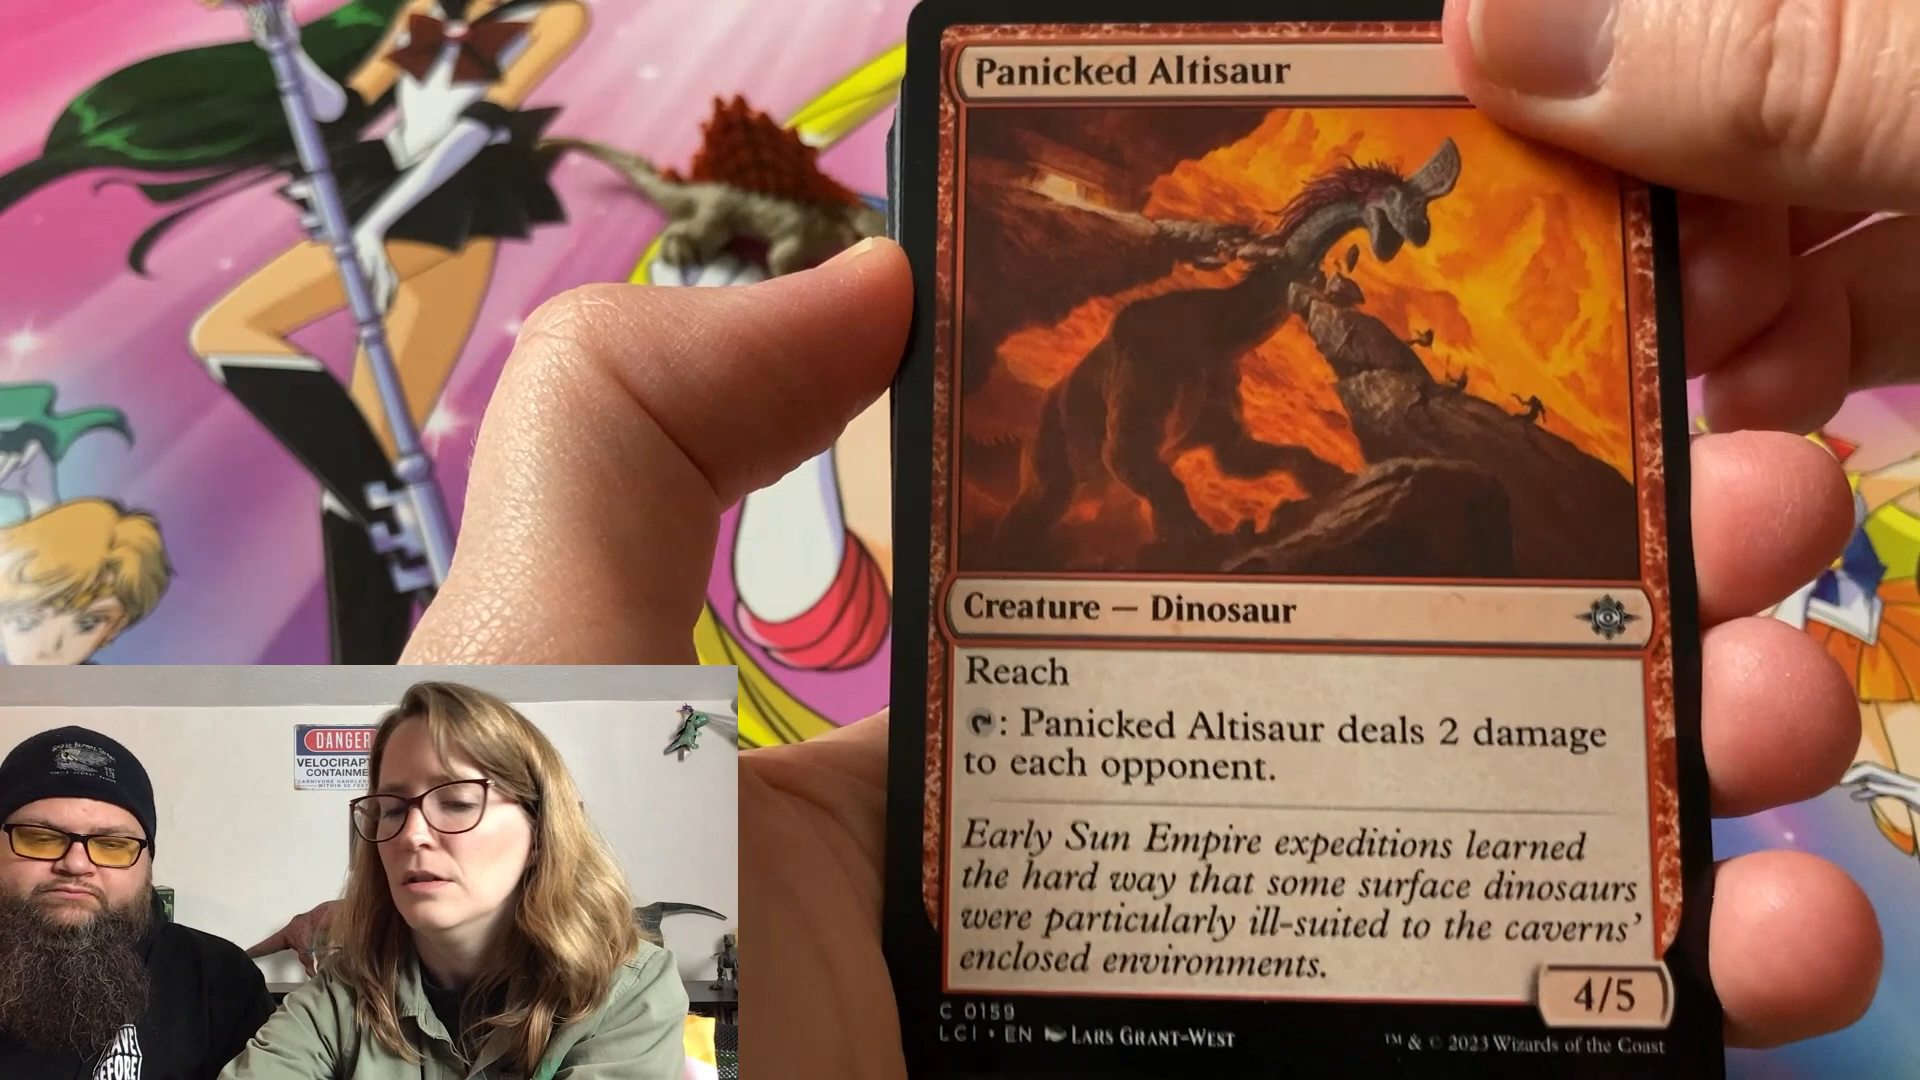 Panicked Altisaur
Creature — Dinosaur
Reach
: Panicked Altisaur deals 2 damage
to each opponent.
Early Sun Empire expeditions learned
the hard way that some surface dinosaurs
were particularly ill-suited to the caverns'
enclosed environments.
4/5
C 0159
LCI • EN Lars Grant-West
™ & © 2023 Wizards of the Coast
DANGER
VELOCIRAPT
CONTAINME